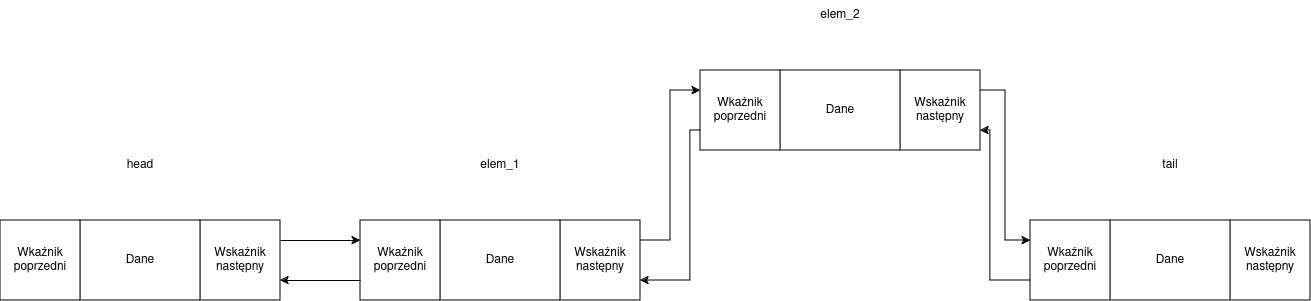 elem_2
Wkaźnik
poprzedni
Dane
Wskaźnik
następny
head
elem_1
tail
Wkaźnik
poprzedni
Dane
Wskaźnik
następny
Wkaźnik
poprzedni
Dane
Wskaźnik
następny
Wkaźnik
poprzedni
Dane
Wskaźnik
następny